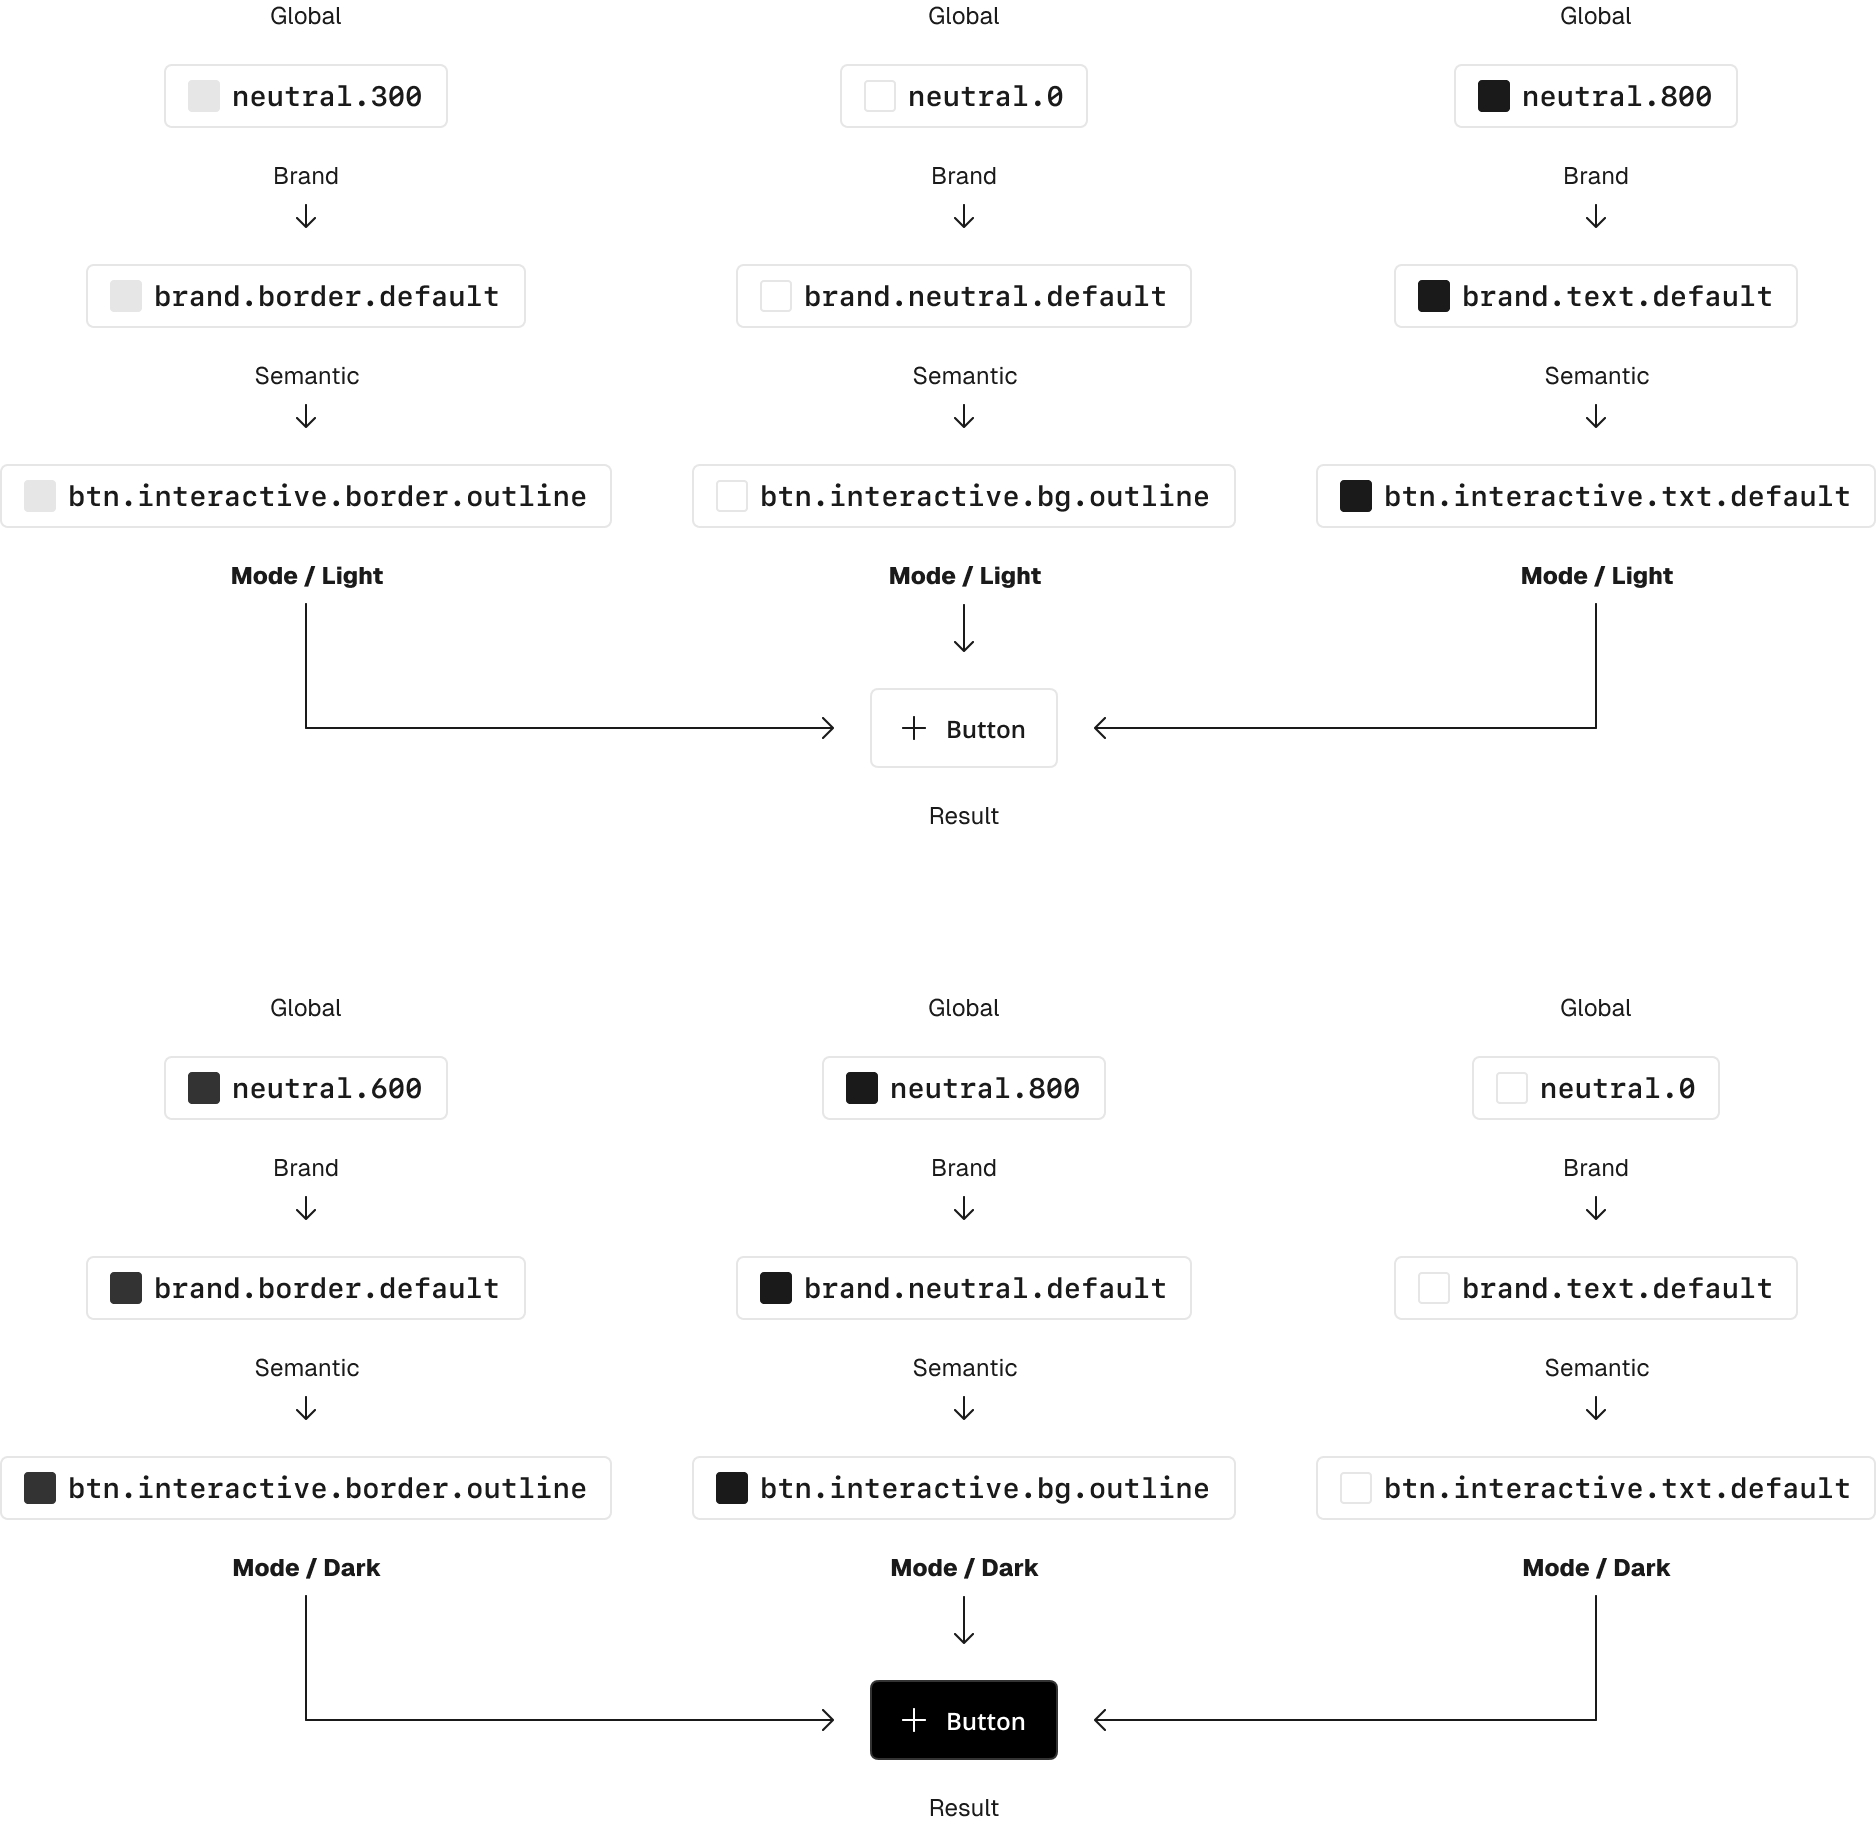 Global
Global
Global
neutral.300
neutral.0
neutral.800
Brand
Brand
Brand
brand.border.default
brand.neutral.default
brand.text.default
Semantic
Semantic
Semantic
btn.interactive.border.outline
btn.interactive.bg.outline
btn.interactive.txt.default
Mode / Light
Mode / Light
Mode / Light
Button
Result
Global
Global
Global
neutral.600
neutral.800
neutral.0
Brand
Brand
Brand
brand.border.default
brand.neutral.default
brand.text.default
Semantic
Semantic
Semantic
btn.interactive.border.outline
btn.interactive.bg.outline
btn.interactive.txt.default
Mode / Dark
Mode / Dark
Mode / Dark
Button
Result